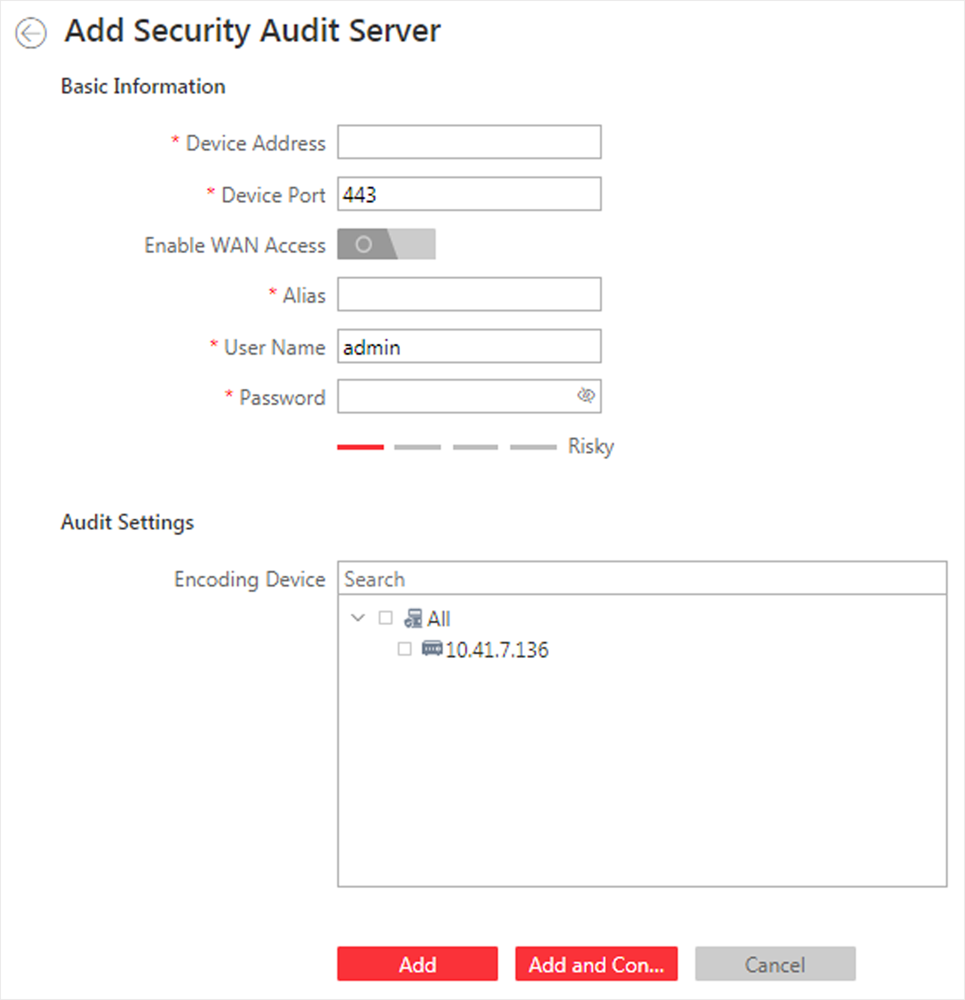 Add Security Audit Server
Basic Information
* Device Address
* Device Port 443
Enable WAN Access
* Alias
* User Name admin
* Password
Risky
Audit Settings
Encoding Device Search
All
10.41.7.136
Add Add and Con... Cancel